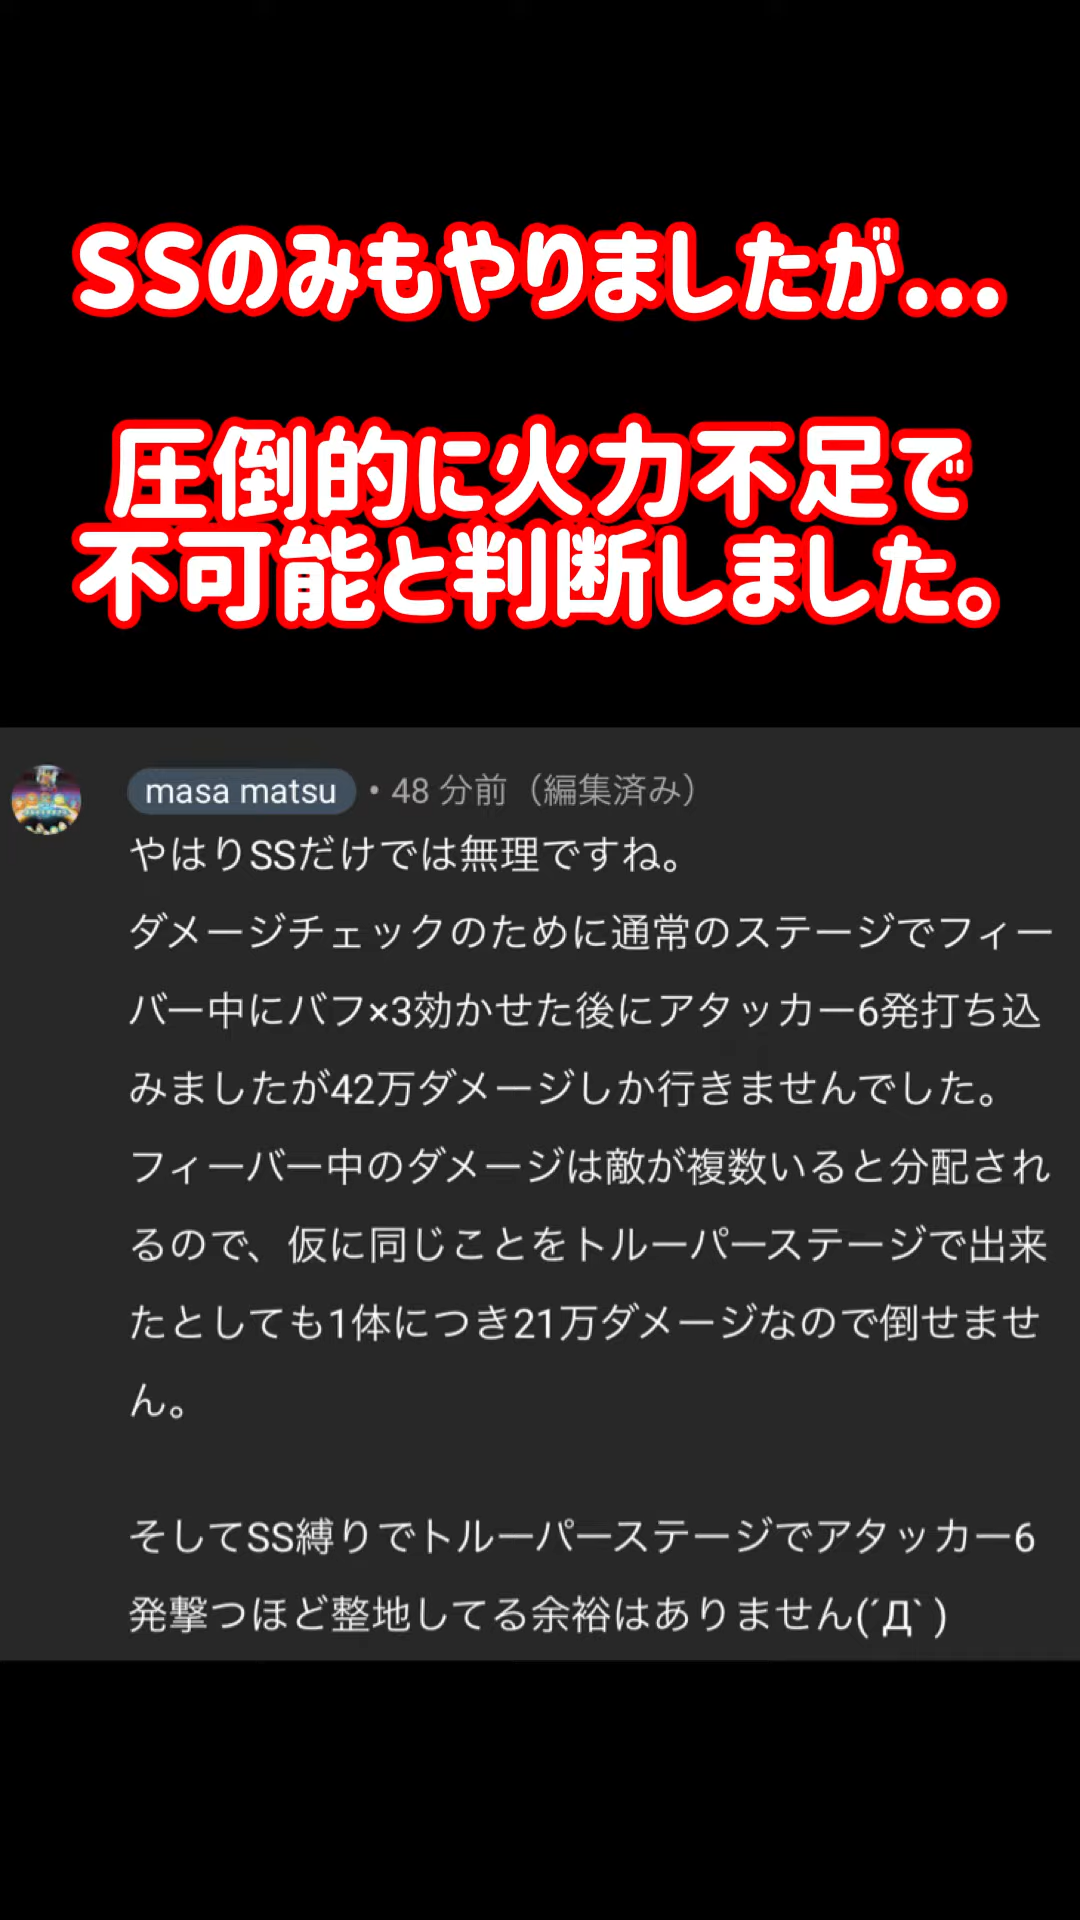 SSのみもやりましたが...
圧倒的に火力不足で
不可能と判断しました。
masa matsu • 48 分前（編集済み）
やはりSSだけでは無理ですね。
ダメージチェックのために通常のステージでフィー
バー中にバフ×3効かせた後にアタッカー6発打ち込
みましたが42万ダメージしか行きませんでした。
フィーバー中のダメージは敵が複数いると分配され
るので、仮に同じことをトルーパーステージで出来
たとしても1体につき21万ダメージなので倒せませ
ん。
そしてSS縛りでトルーパーステージでアタッカー6
発撃つほど整地してる余裕はありません(´Д` )